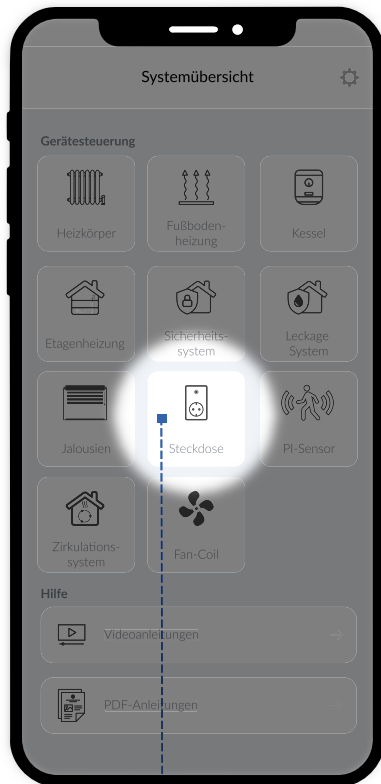 Systemübersicht
Gerätesteuerung
Heizkörper
Fußboden-
heizung
Kessel
Etagenheizung
Sicherheits-
system
Leckage
System
Jalousien
Steckdose
PI-Sensor
Zirkulations-
system
Fan-Coil
Hilfe
Videoanleitungen
PDF-Anleitungen